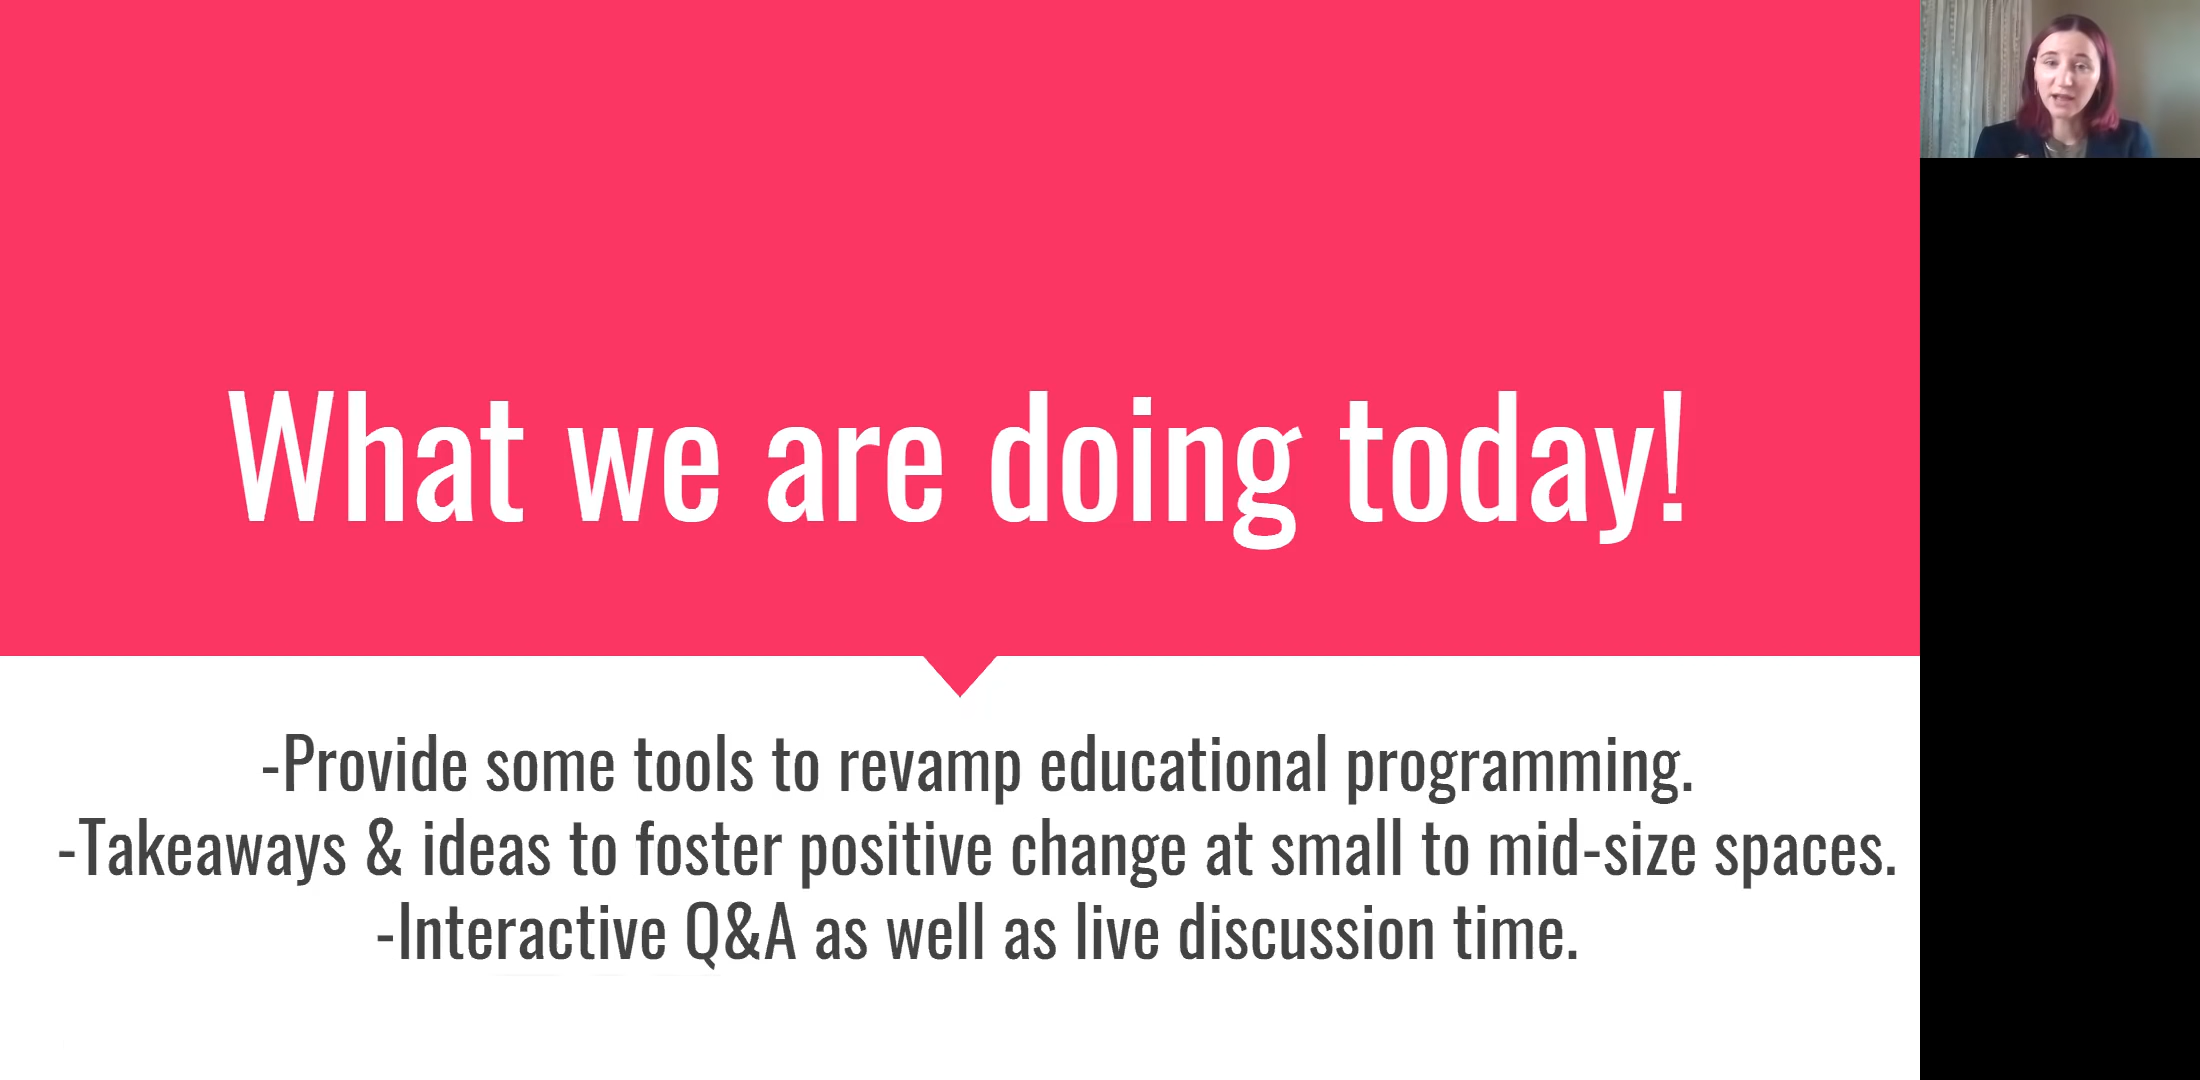 What we are doing today!
-Provide some tools to revamp educational programming.
-Takeaways & ideas to foster positive change at small to mid-size spaces.
-Interactive Q&A as well as live discussion time.